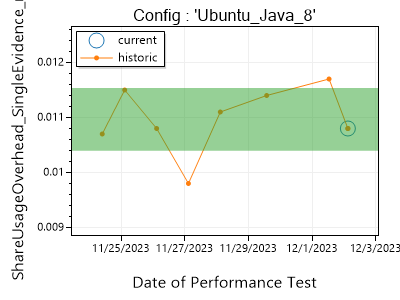 Config : 'Ubuntu_Java_8'
current
historic
0.012
0.011
0.01
0.009
ShareUsageOverhead_SingleEvidence_
11/25/2023
11/27/2023
11/29/2023
12/1/2023
12/3/2023
Date of Performance Test